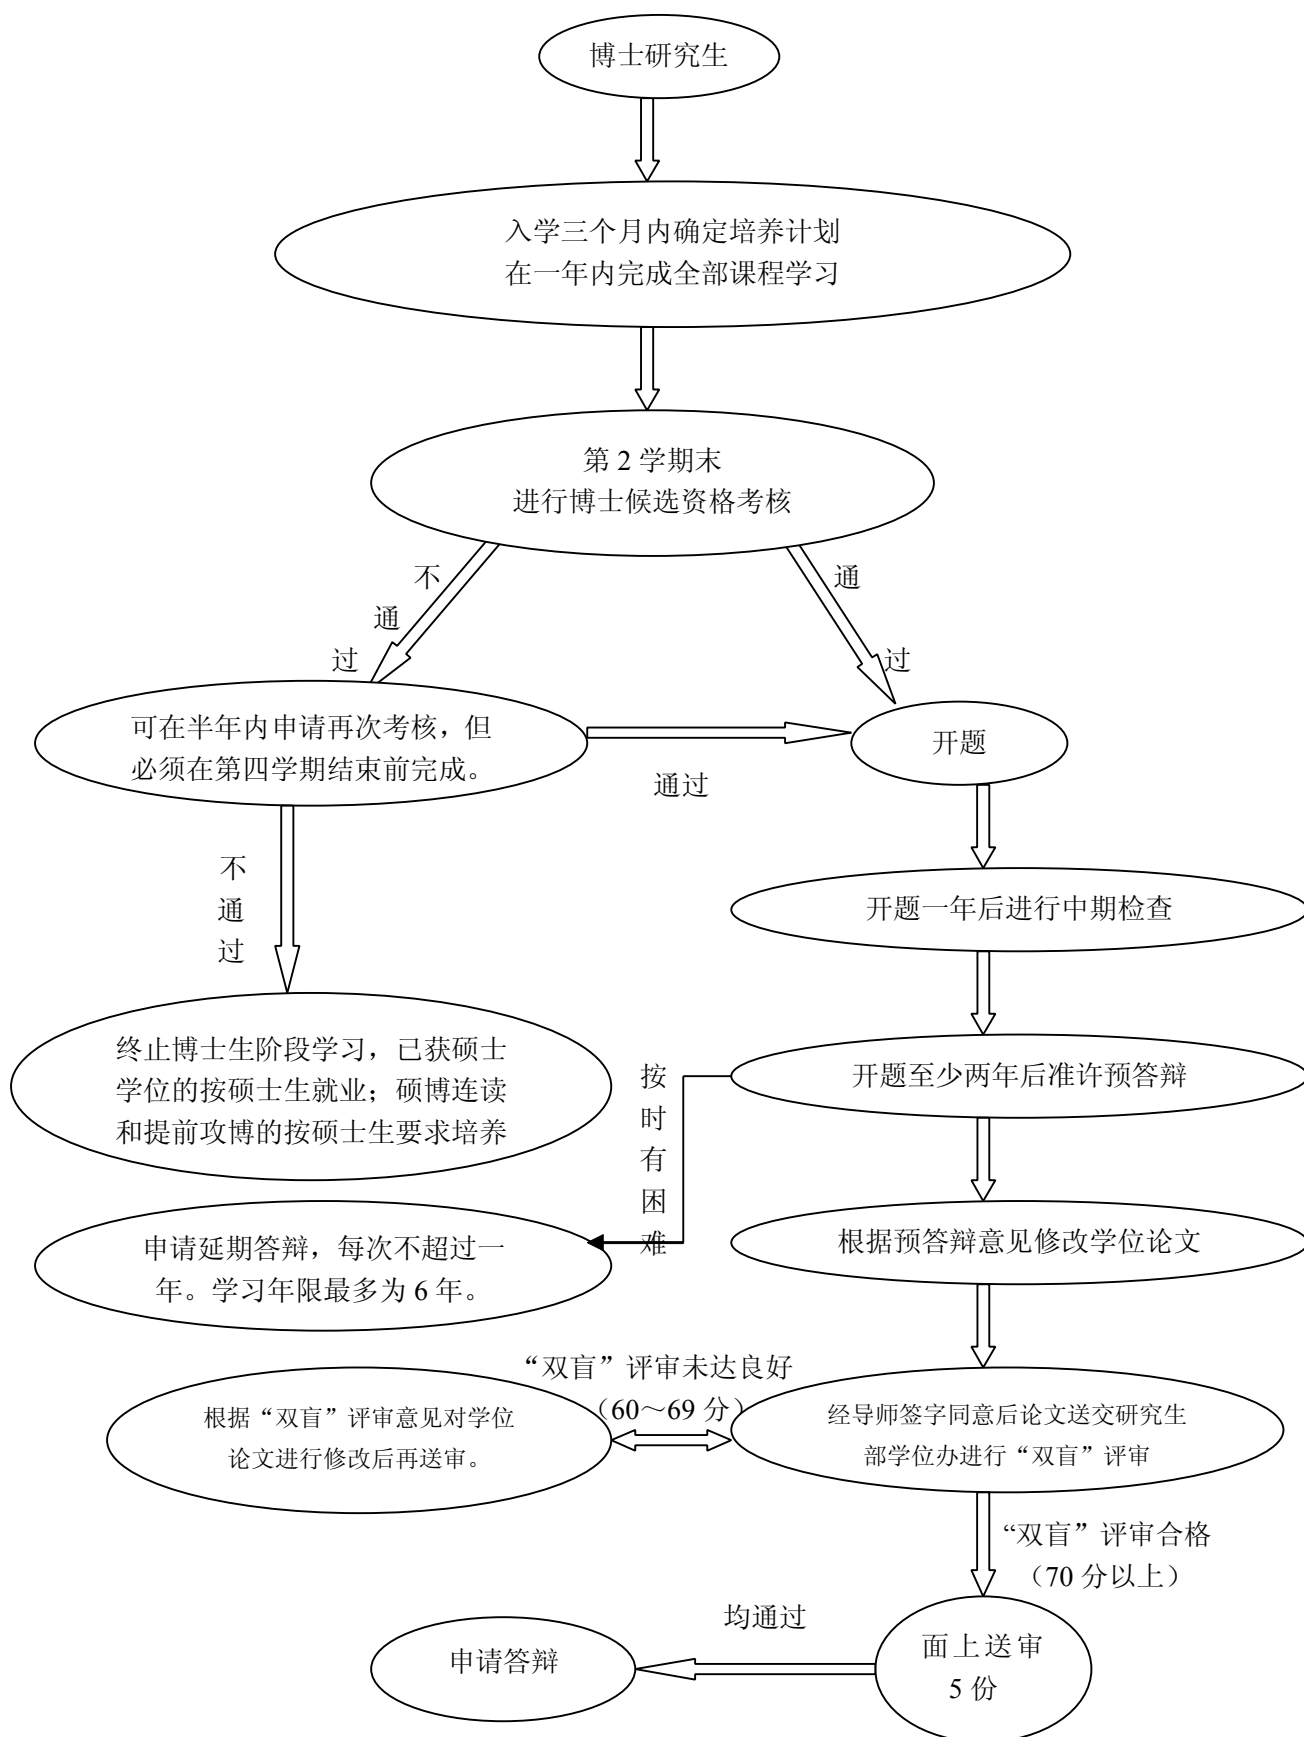 博士研究生
入学三个月内确定培养计划
在一年内完成全部课程学习
第 2 学期末
进行博士候选资格考核
不
通
过
通
过
可在半年内申请再次考核，但
必须在第四学期结束前完成。
通过
开题
不
通
过
开题一年后进行中期检查
终止博士生阶段学习，已获硕士
学位的按硕士生就业；硕博连读
和提前攻博的按硕士生要求培养
按
时
有
困
难
开题至少两年后准许预答辩
申请延期答辩，每次不超过一
年。学习年限最多为 6 年。
根据预答辩意见修改学位论文
“双盲”评审未达良好
（60～69 分）
根据“双盲”评审意见对学位
论文进行修改后再送审。
经导师签字同意后论文送交研究生
部学位办进行“双盲”评审
“双盲”评审合格
（70 分以上）
均通过
申请答辩
面上送审
5 份